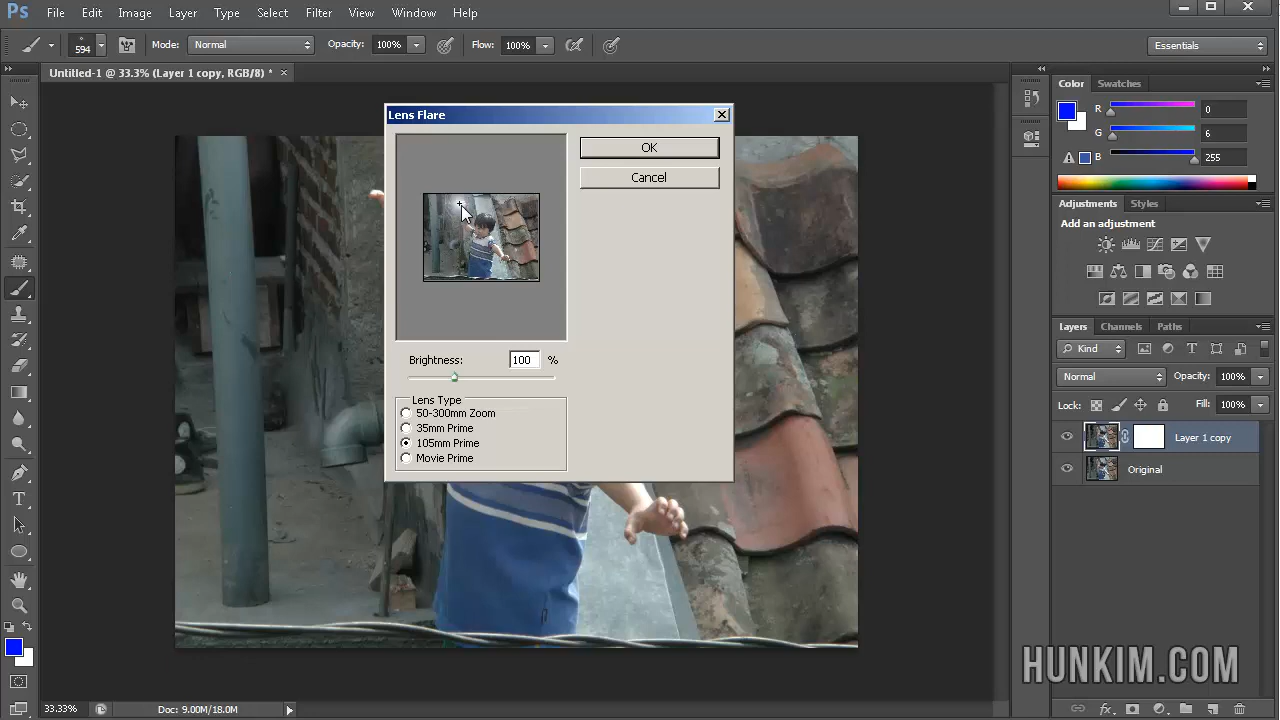 Ps File Edit Image Layer Type Select Filter View Window Help
594 Mode: Normal Opacity: 100% Flow: 100% Essentials
Untitled-1 @ 33.3% (Layer 1 copy, RGB/8) *
Lens Flare
OK
Cancel
Brightness: 100 %
Lens Type
50-300mm Zoom
35mm Prime
105mm Prime
Movie Prime
Color Swatches
R 0
G 6
B 255
Adjustments Styles
Add an adjustment
Layers Channels Paths
Kind T
Normal Opacity: 100%
Lock: Fill: 100%
Layer 1 copy
Original
T
HUNKIM.COM
33.33% Doc: 9.00M/18.0M
fx